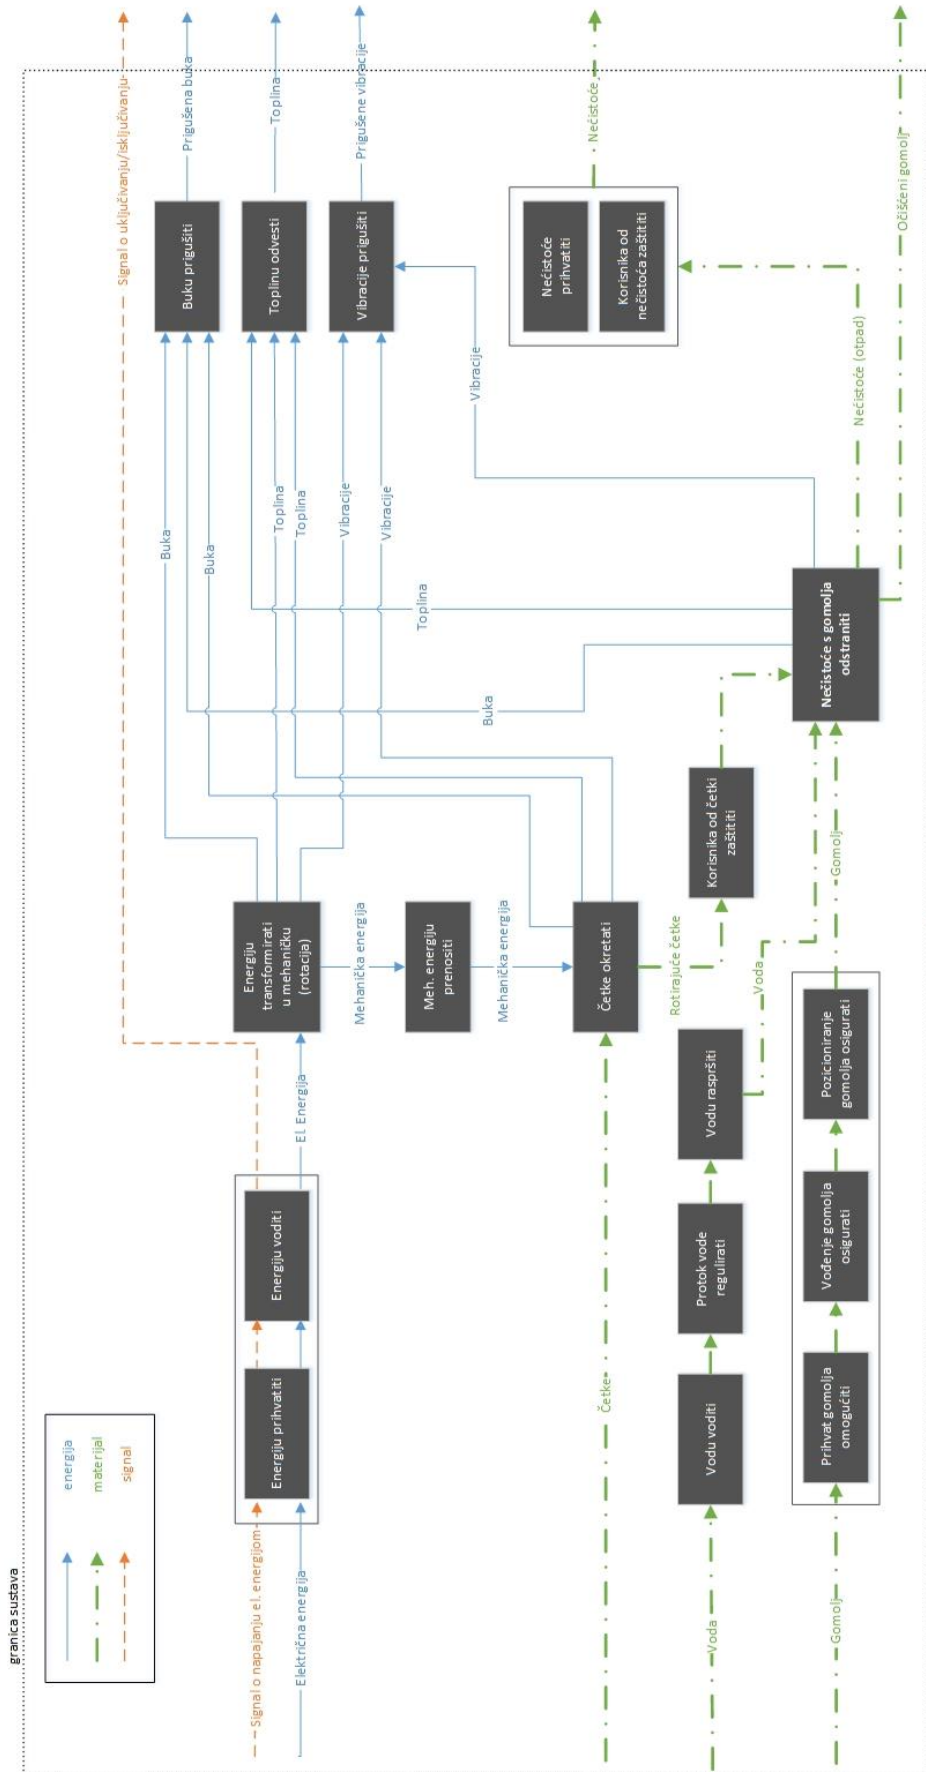 granica sustava
energija
materijal
signal
Signal o napajanju el. energijom
Električna energija
Energiju prihvatiti
Energiju voditi
El. Energija
Signal o uključivanju/isključivanju
Energiju
transformirati
u mehaničku
(rotacija)
Mehanička energija
Meh. energiju
prenositi
Mehanička energija
Četke
Četke okretati
Rotirajuće četke
Korisnika od četki
zaštititi
Voda
Vodu voditi
Protok vode
regulirati
Vodu raspršiti
Voda
Gomolj
Prihvat gomolja
omogućiti
Vođenje gomolja
osigurati
Pozicioniranje
gomolja osigurati
Gomolj
Nečistoće s gomolja
odstraniti
Buka
Buka
Buka
Toplina
Toplina
Toplina
Vibracije
Vibracije
Vibracije
Buku prigušiti
Prigušena buka
Toplinu odvesti
Toplina
Vibracije prigušiti
Prigušene vibracije
Nečistoće (otpad)
Nečistoće
prihvatiti
Korisnika od
nečistoća zaštititi
Nečistoće
Očišćeni gomolj